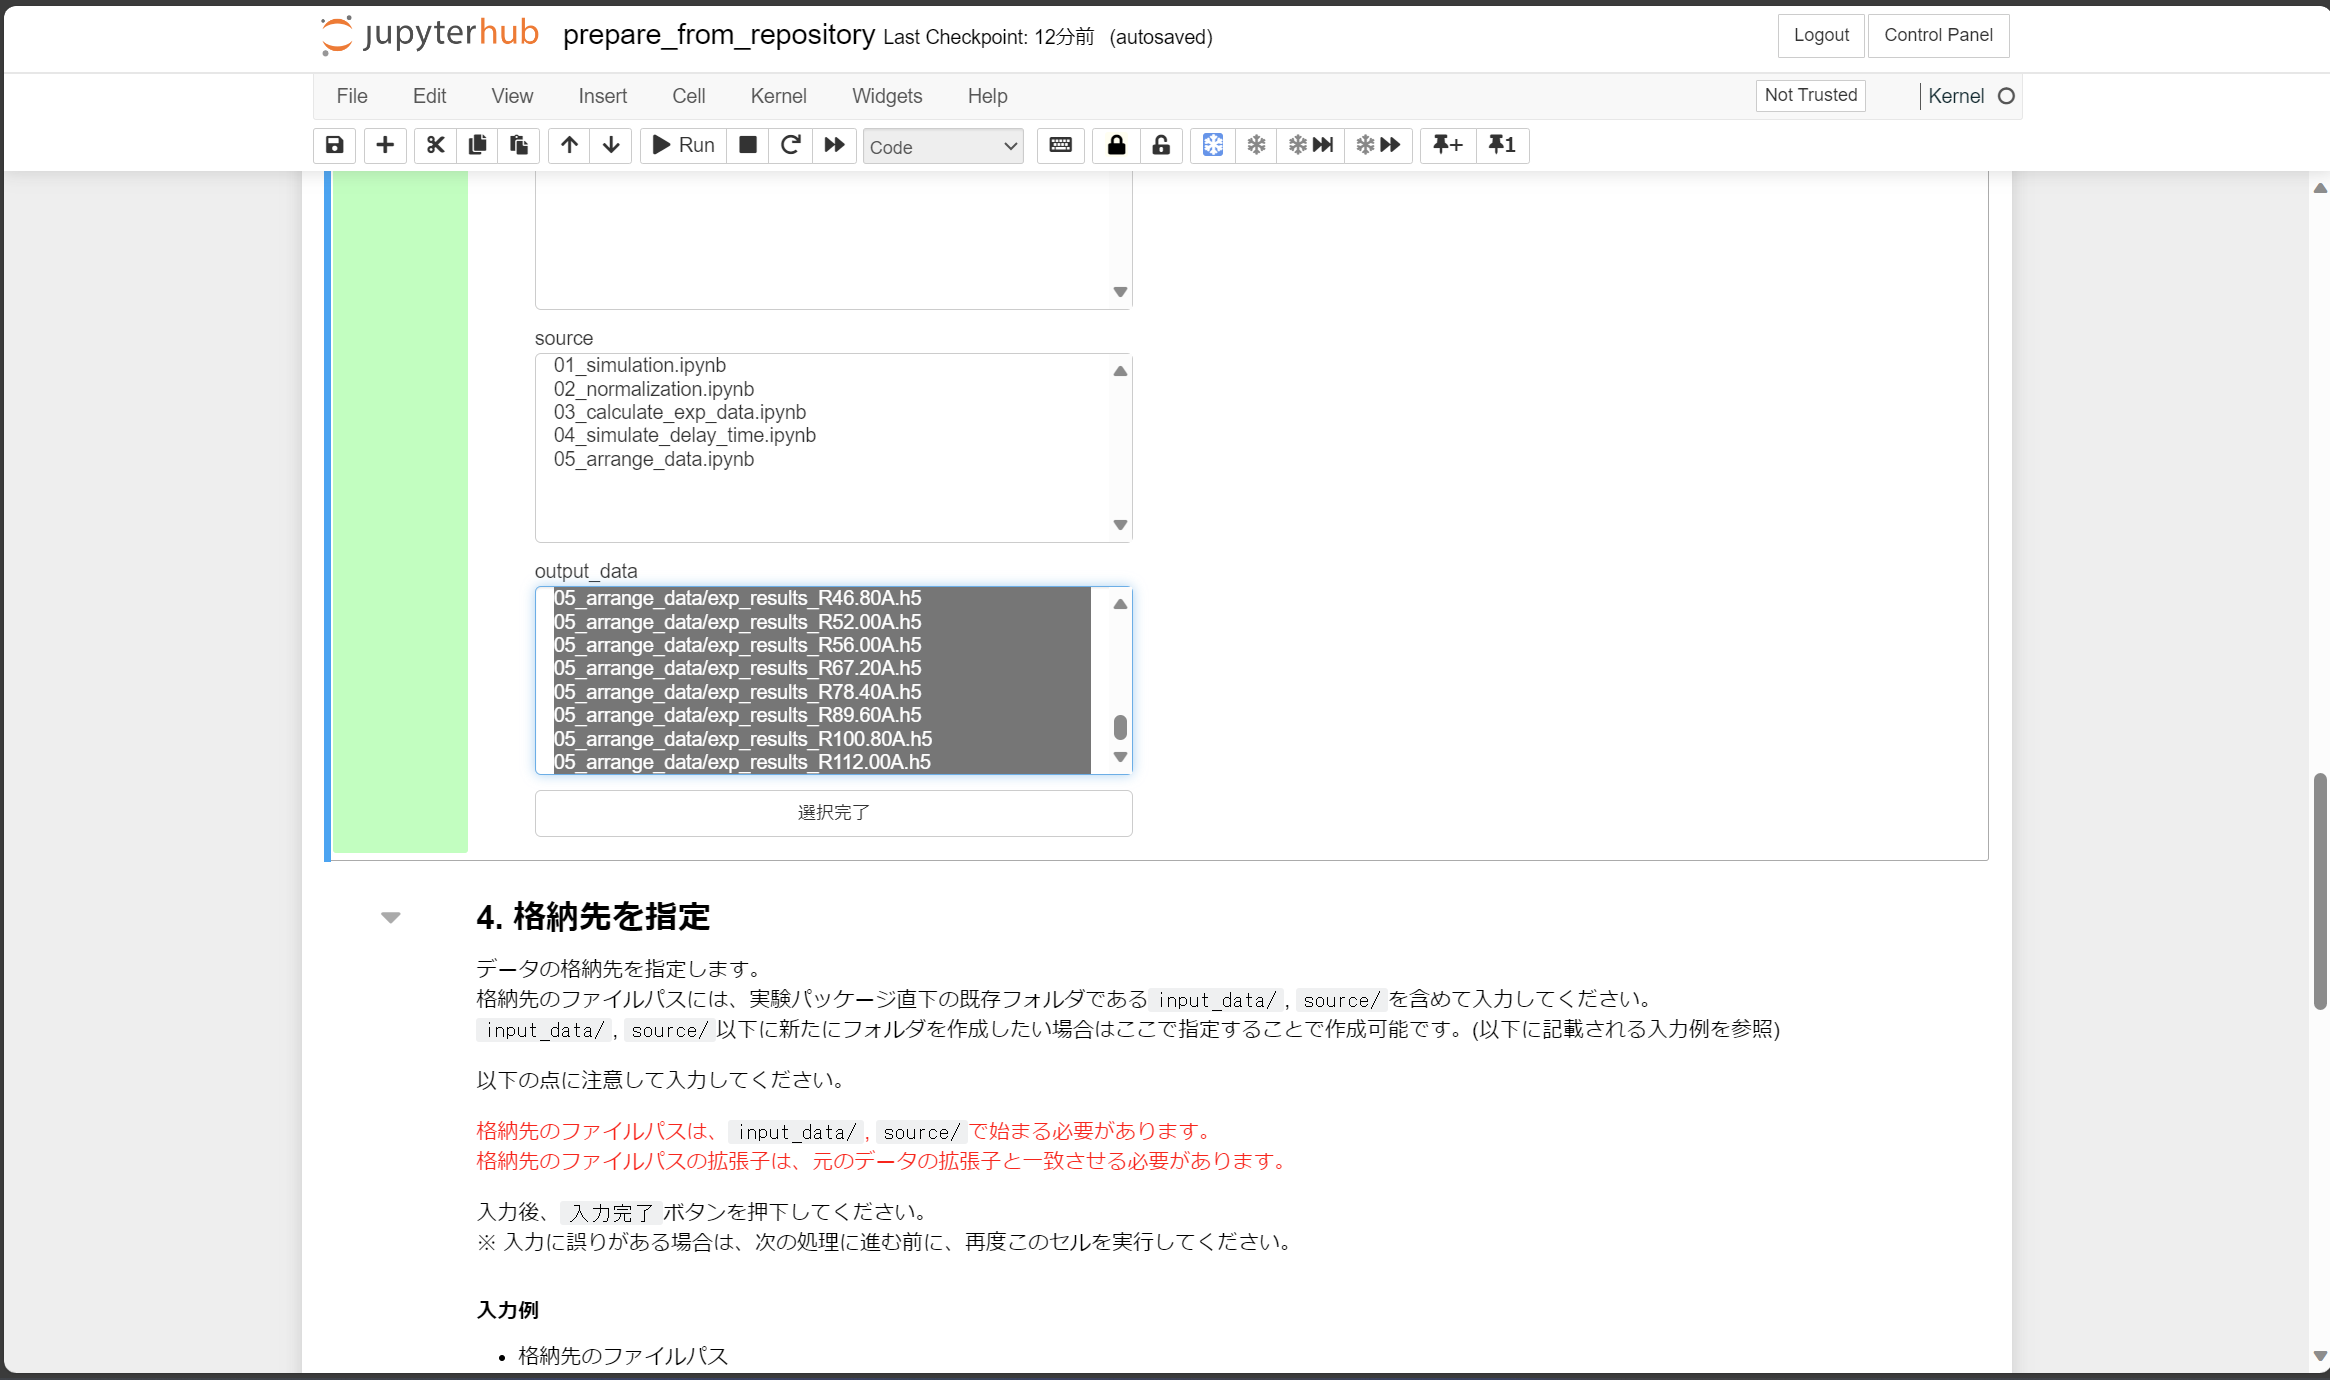 jupyterhub prepare_from_repository Last Checkpoint: 12分前 (autosaved) Logout Control Panel
File Edit View Insert Cell Kernel Widgets Help Not Trusted Kernel
Run Code +  1
source
01_simulation.ipynb
02_normalization.ipynb
03_calculate_exp_data.ipynb
04_simulate_delay_time.ipynb
05_arrange_data.ipynb
output_data
05_arrange_data/exp_results_R46.80A.h5
05_arrange_data/exp_results_R52.00A.h5
05_arrange_data/exp_results_R56.00A.h5
05_arrange_data/exp_results_R67.20A.h5
05_arrange_data/exp_results_R78.40A.h5
05_arrange_data/exp_results_R89.60A.h5
05_arrange_data/exp_results_R100.80A.h5
05_arrange_data/exp_results_R112.00A.h5
選択完了
4. 格納先を指定
データの格納先を指定します。
格納先のファイルパスには、実験パッケージ直下の既存フォルダである input_data/, source/ を含めて入力してください。
input_data/, source/ 以下に新たにフォルダを作成したい場合はここで指定することで作成可能です。(以下に記載される入力例を参照)
以下の点に注意して入力してください。
格納先のファイルパスは、 input_data/, source/ で始まる必要があります。
格納先のファイルパスの拡張子は、元のデータの拡張子と一致させる必要があります。
入力後、 入力完了 ボタンを押下してください。
※ 入力に誤りがある場合は、次の処理に進む前に、再度このセルを実行してください。
入力例
• 格納先のファイルパス